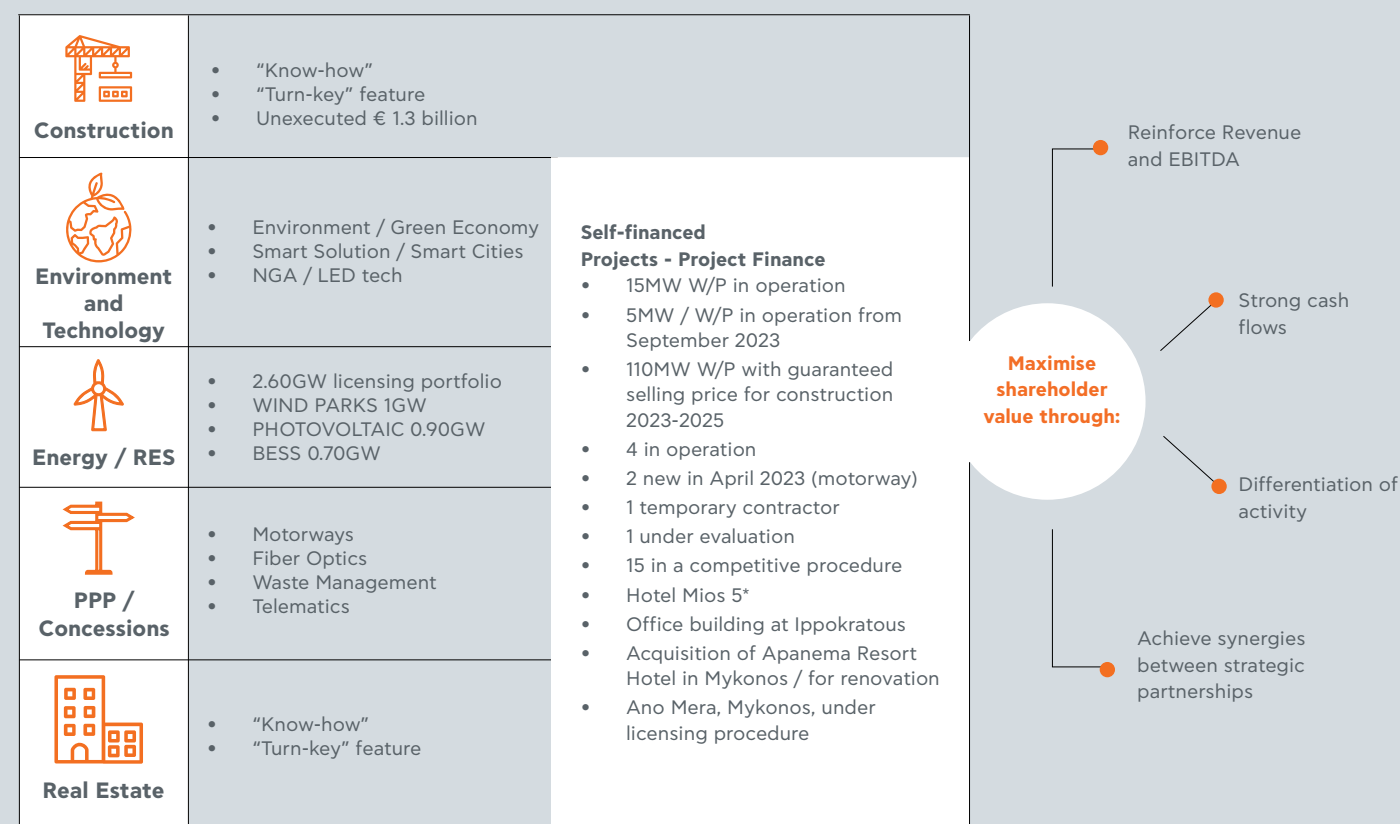 Construction
• “Know-how”
• “Turn-key” feature
• Unexecuted € 1.3 billion
Environment
and
Technology
• Environment / Green Economy
• Smart Solution / Smart Cities
• NGA / LED tech
Energy / RES
• 2.60GW licensing portfolio
• WIND PARKS 1GW
• PHOTOVOLTAIC 0.90GW
• BESS 0.70GW
PPP /
Concessions
• Motorways
• Fiber Optics
• Waste Management
• Telematics
Real Estate
• “Know-how”
• “Turn-key” feature
Self-financed
Projects - Project Finance
• 15MW W/P in operation
• 5MW / W/P in operation from
September 2023
• 110MW W/P with guaranteed
selling price for construction
2023-2025
• 4 in operation
• 2 new in April 2023 (motorway)
• 1 temporary contractor
• 1 under evaluation
• 15 in a competitive procedure
• Hotel Mios 5*
• Office building at Ippokratous
• Acquisition of Apanema Resort
Hotel in Mykonos / for renovation
• Ano Mera, Mykonos, under
licensing procedure
Maximise
shareholder
value through:
Reinforce Revenue
and EBITDA
Strong cash
flows
Differentiation of
activity
Achieve synergies
between strategic
partnerships